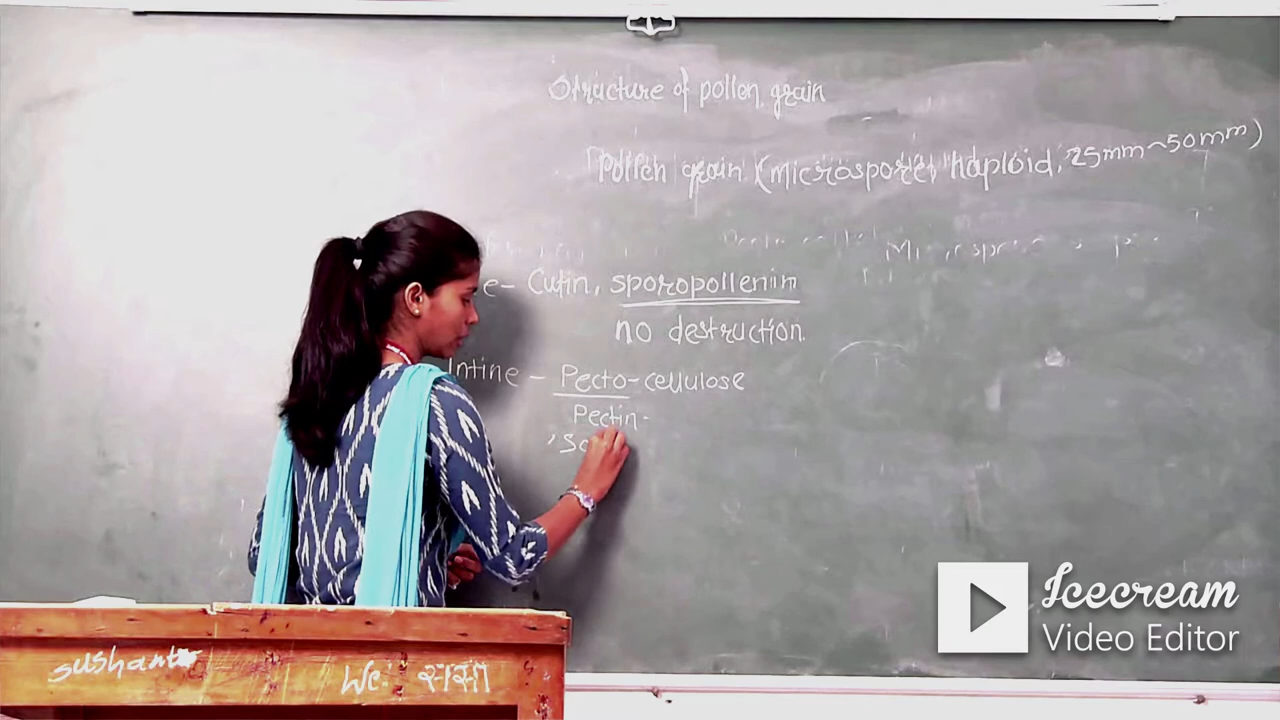 Structure of pollen grain
Pollen grain (microspore, haploid, 25mm~50mm)
e- Cutin, sporopollenin
no destruction.
Intine - Pecto-cellulose
Pectin-
Icecream
Video Editor
sushant